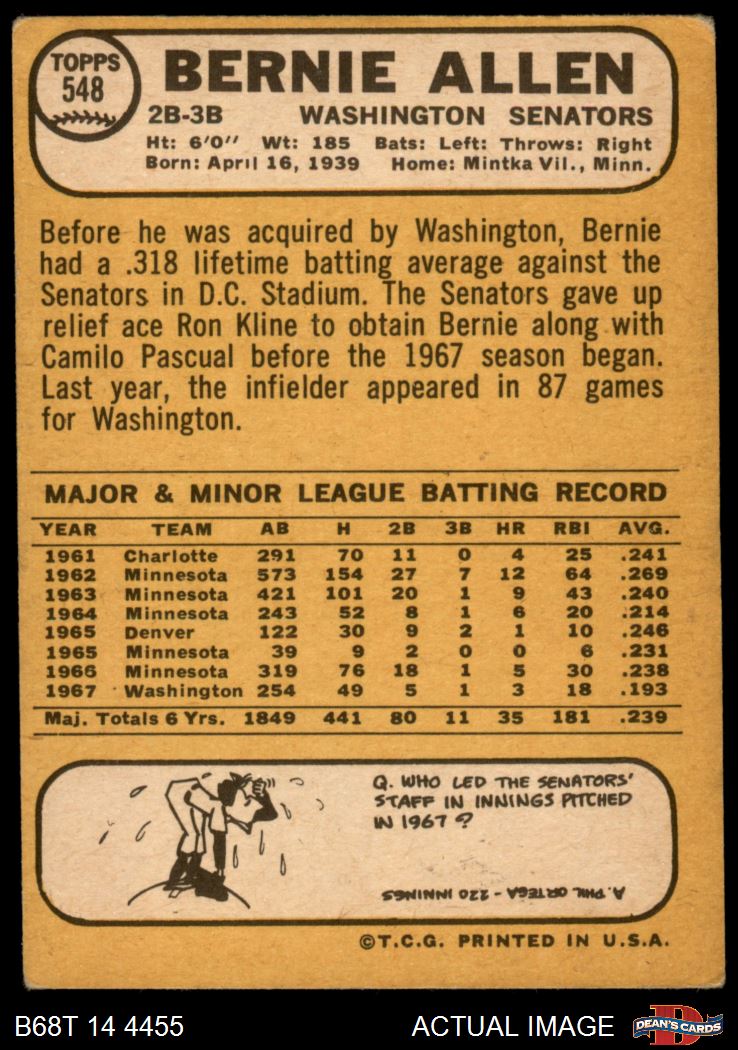 TOPPS
548
BERNIE ALLEN
2B-3B WASHINGTON SENATORS
Ht: 6'0" Wt: 185 Bats: Left: Throws: Right
Born: April 16, 1939 Home: Mintka Vil., Minn.
Before he was acquired by Washington, Bernie
had a .318 lifetime batting average against the
Senators in D.C. Stadium. The Senators gave up
relief ace Ron Kline to obtain Bernie along with
Camilo Pascual before the 1967 season began.
Last year, the infielder appeared in 87 games
for Washington.
MAJOR & MINOR LEAGUE BATTING RECORD
YEAR TEAM AB H 2B 3B HR RBI AVG.
1961 Charlotte 291 70 11 0 4 25 .241
1962 Minnesota 573 154 27 7 12 64 .269
1963 Minnesota 421 101 20 1 9 43 .240
1964 Minnesota 243 52 8 1 6 20 .214
1965 Denver 122 30 9 2 1 10 .246
1965 Minnesota 39 9 2 0 0 6 .231
1966 Minnesota 319 76 18 1 5 30 .238
1967 Washington 254 49 5 1 3 18 .193
Maj. Totals 6 Yrs. 1849 441 80 11 35 181 .239
Q. WHO LED THE SENATORS'
STAFF IN INNINGS PITCHED
IN 1967?
A. PHIL ORTEGA - 220 INNINGS
©T.C.G. PRINTED IN U.S.A.
B68T 14 4455 ACTUAL IMAGE D DEAN'S CARDS